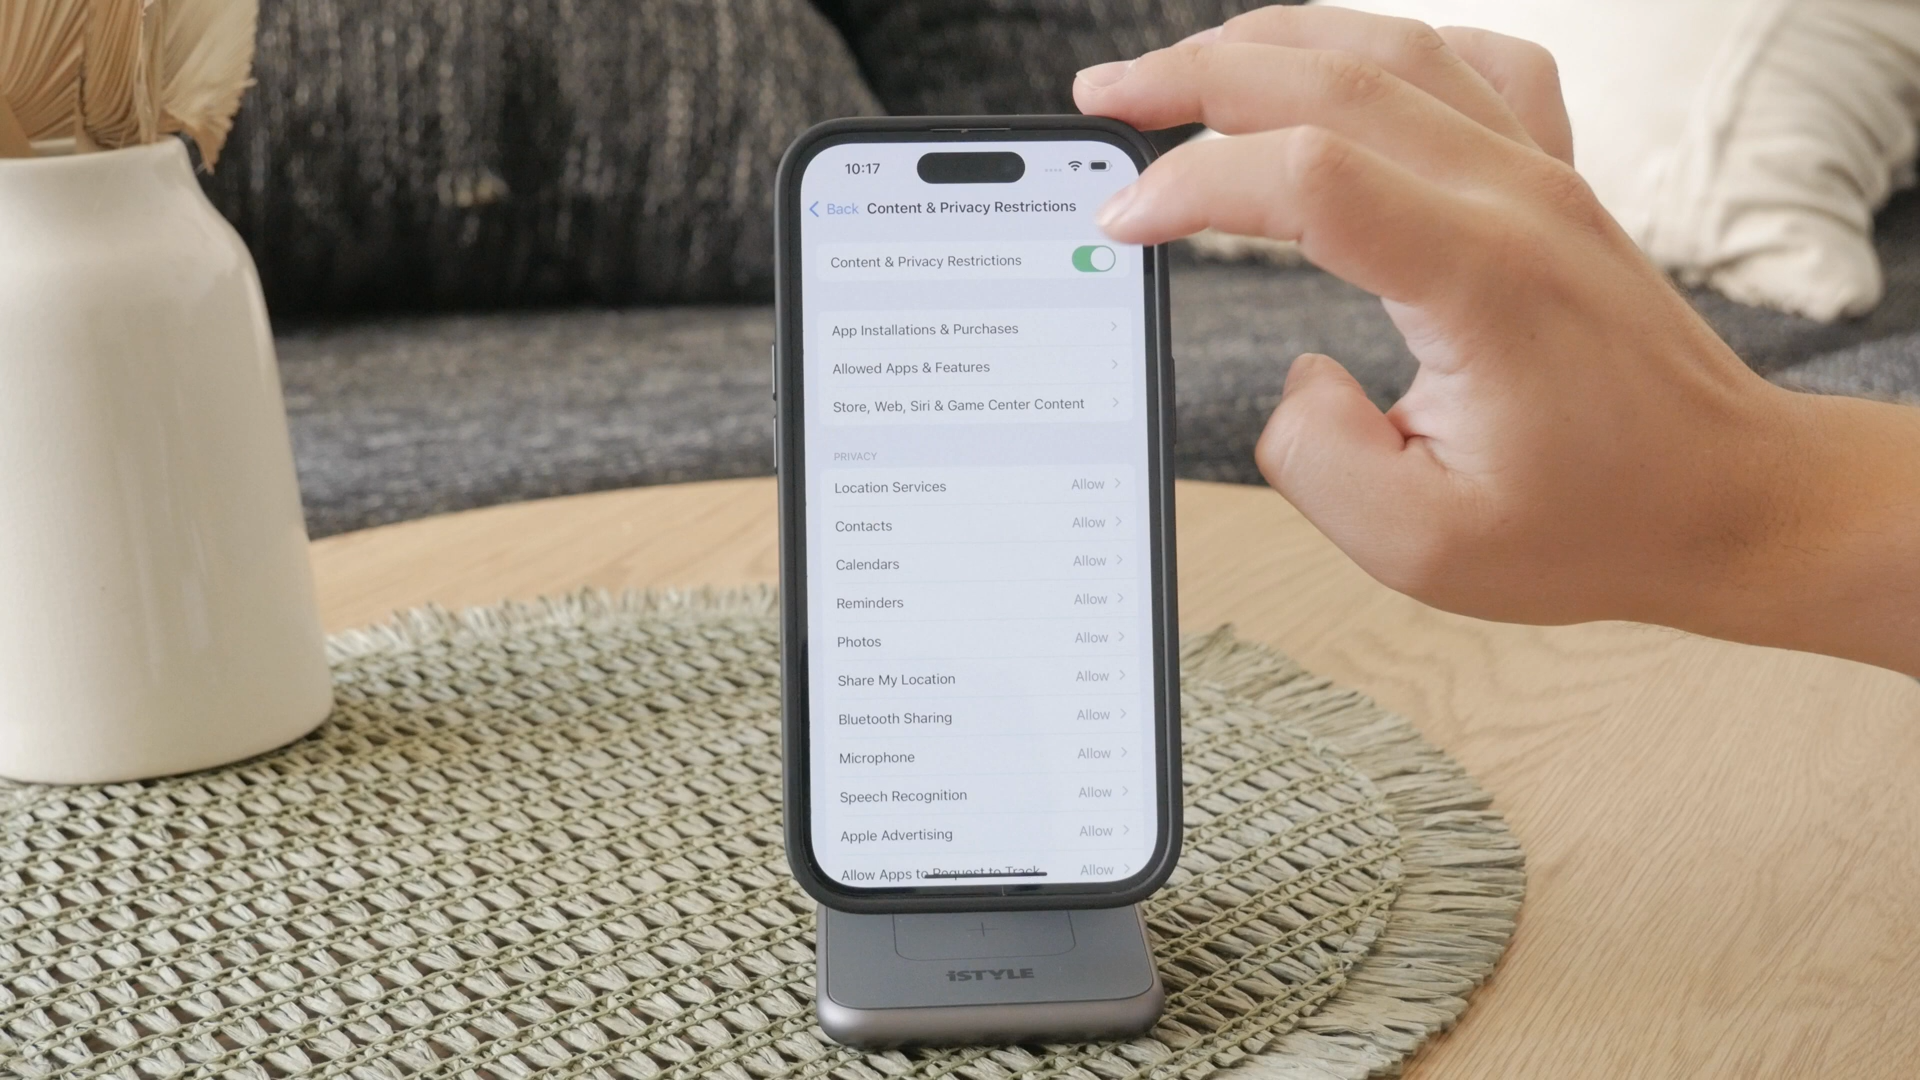 10:17
Back Content & Privacy Restrictions
Content & Privacy Restrictions
App Installations & Purchases
Allowed Apps & Features
Store, Web, Siri & Game Center Content
PRIVACY
Location Services Allow
Contacts Allow
Calendars Allow
Reminders Allow
Photos Allow
Share My Location Allow
Bluetooth Sharing Allow
Microphone Allow
Speech Recognition Allow
Apple Advertising Allow
Allow Apps to Request to Track Allow
iSTYLE